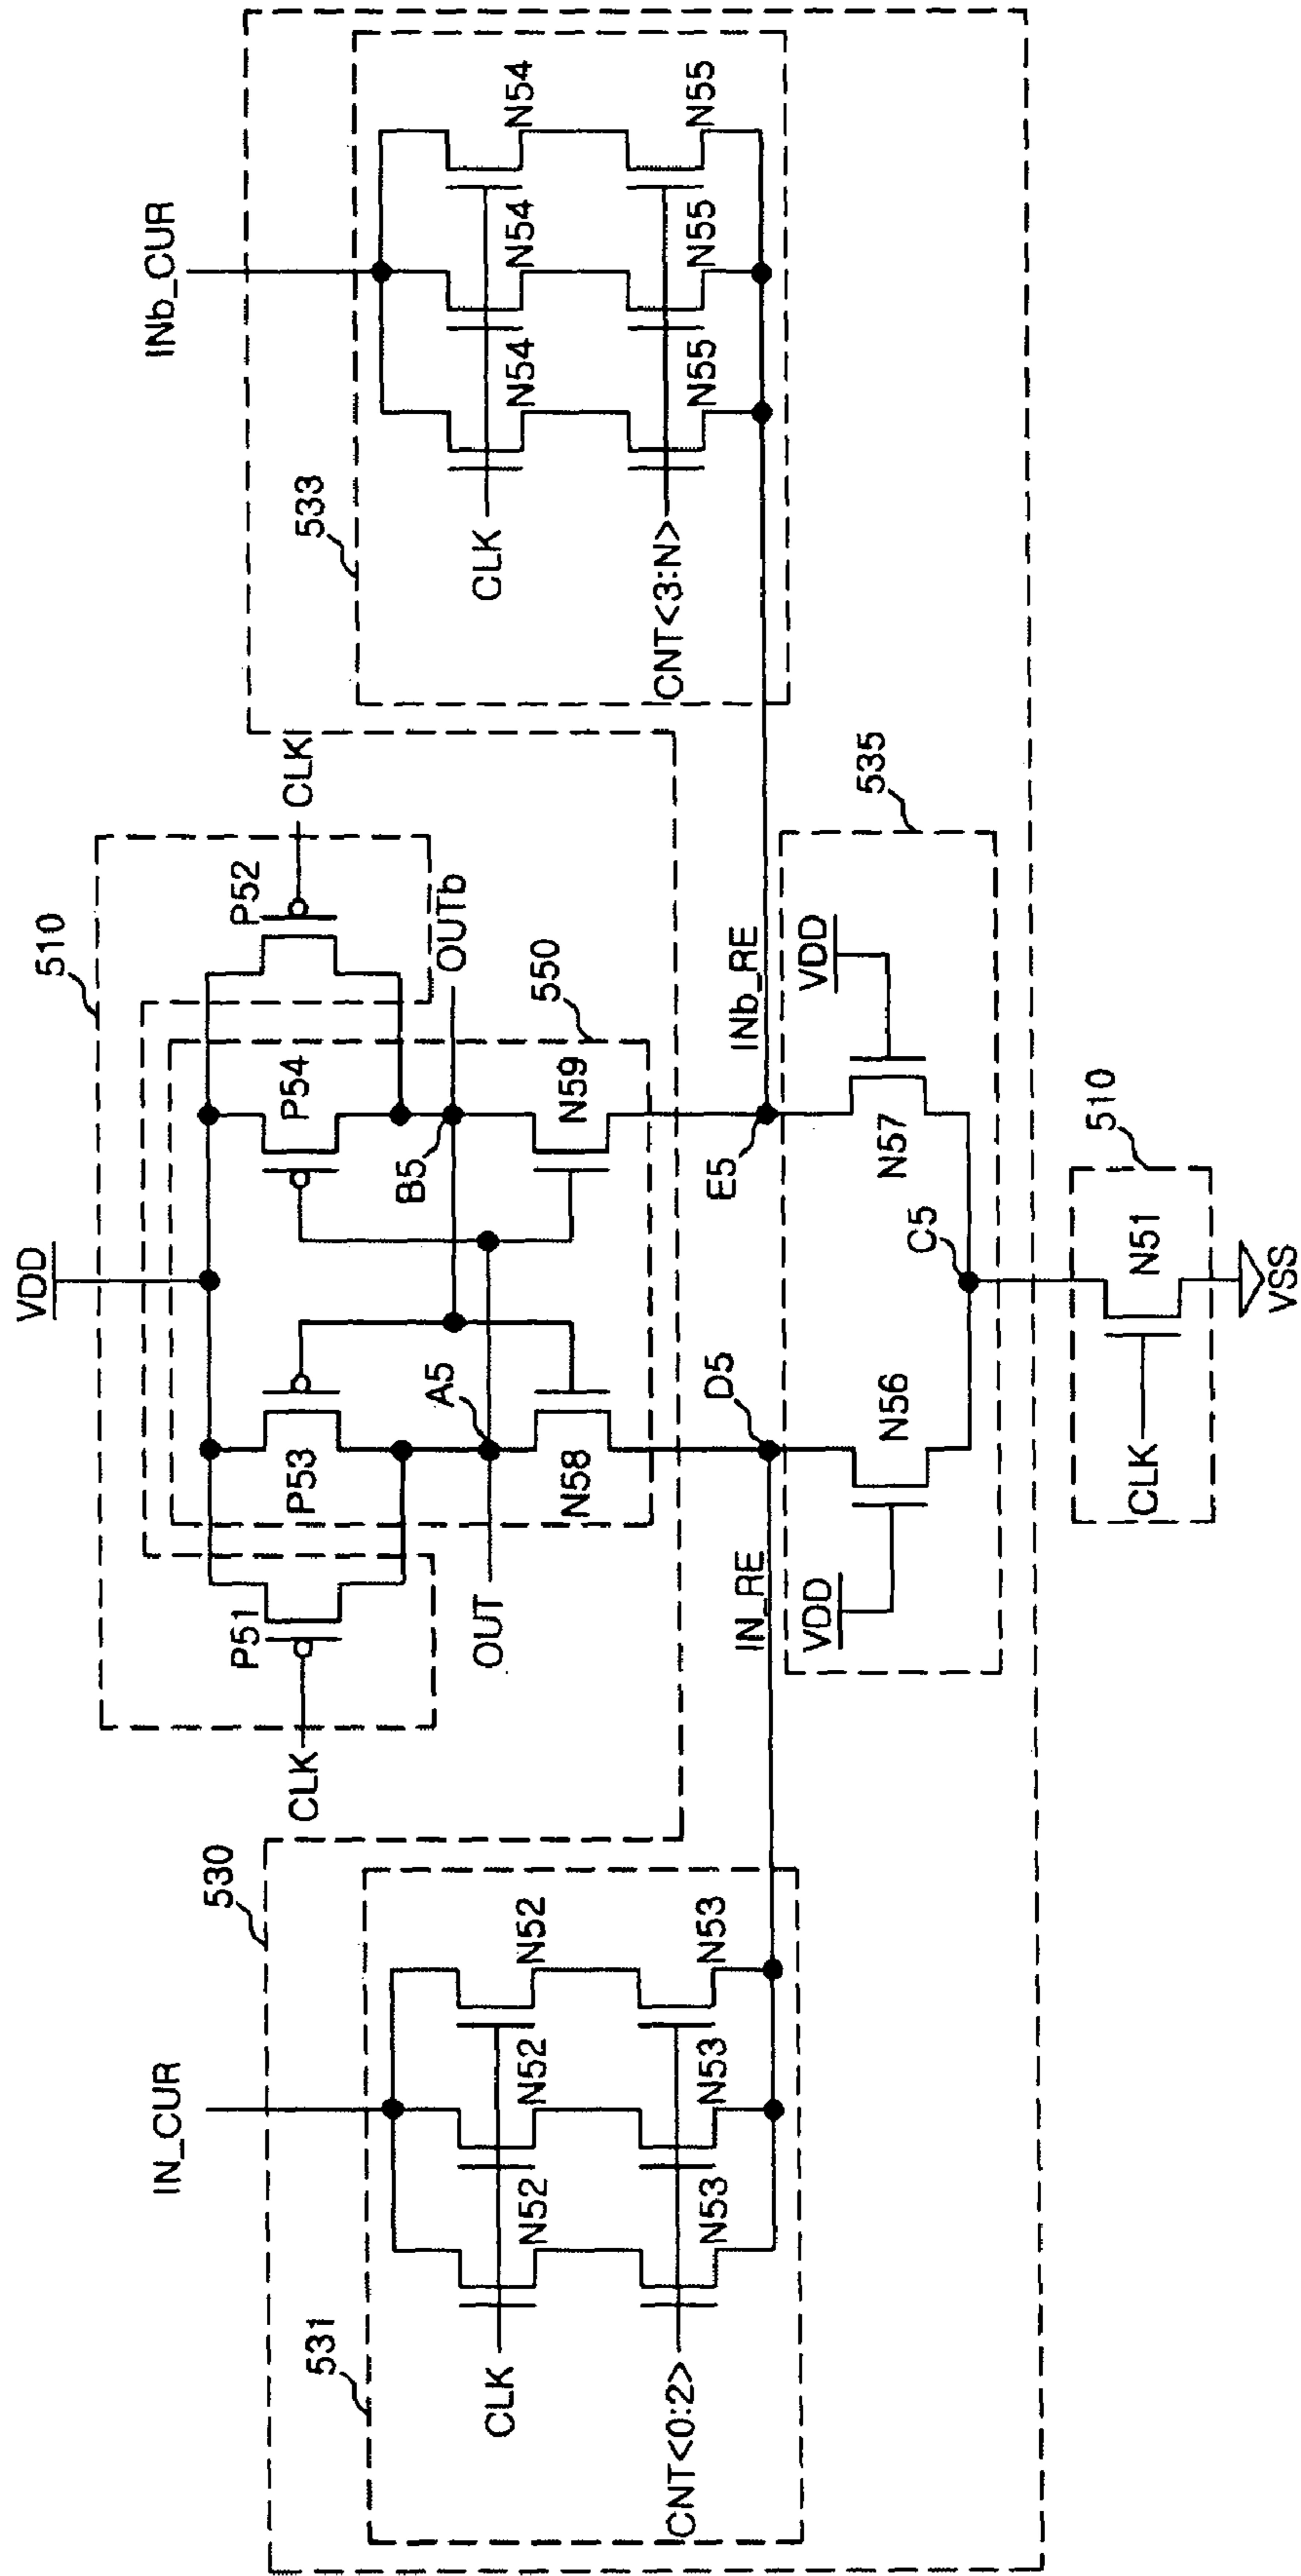 VDD
510
P51
P52
CLK
CLK
P53
P54
A5
B5
OUT
OUTb
N58
N59
550
530
531
IN_CUR
N52
N52
N52
CLK
N53
N53
N53
CNT<0:2>
533
INb_CUR
N54
N54
N54
CLK
N55
N55
N55
CNT<3:N>
IN_RE
D5
E5
INb_RE
535
VDD
VDD
N56
N57
C5
510
CLK
N51
VSS